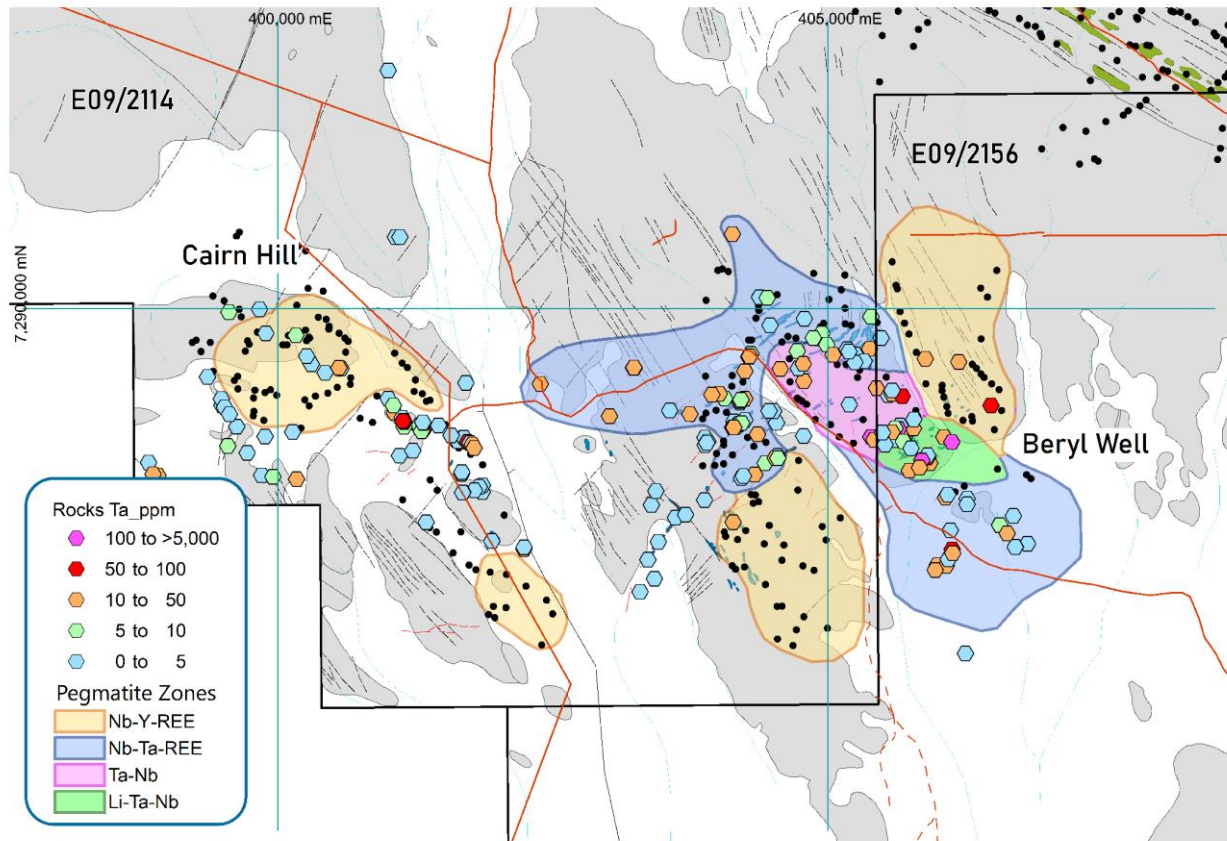 400,000 mE
405,000 mE
E09/2114
E09/2156
Cairn Hill
7,290,000 mN
Beryl Well
Rocks Ta_ppm
100 to >5,000
50 to 100
10 to 50
5 to 10
0 to 5
Pegmatite Zones
Nb-Y-REE
Nb-Ta-REE
Ta-Nb
Li-Ta-Nb